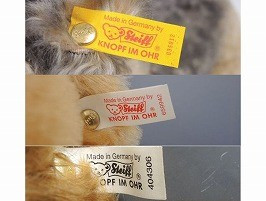 Made in Germany by
Steiff ®
KNOPF IM OHR
Made in Germany by
Steiff ®
KNOPF IM OHR
650942
Made in Germany by
Steiff ®
KNOPF IM OHR
404306